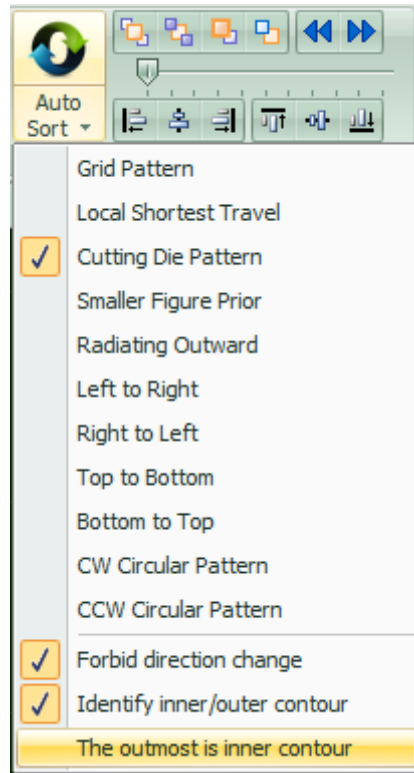 Auto
Sort
Grid Pattern
Local Shortest Travel
Cutting Die Pattern
Smaller Figure Prior
Radiating Outward
Left to Right
Right to Left
Top to Bottom
Bottom to Top
CW Circular Pattern
CCW Circular Pattern
Forbid direction change
Identify inner/outer contour
The outmost is inner contour